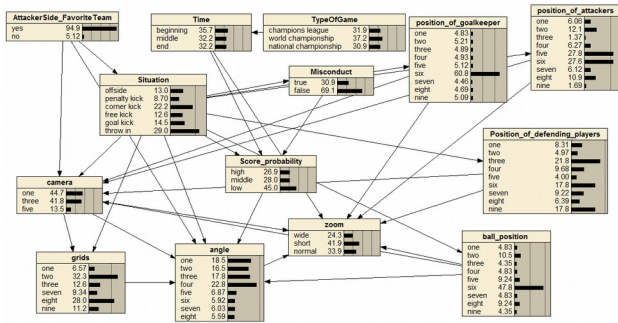 AttackerSide_FavoriteTeam
yes 94.9
no 5.12
Time
beginning 35.7
middle 32.2
end 32.2
TypeOfGame
champions league 31.9
world championship 37.2
national championship 30.9
position_of_goalkeeper
one 4.83
two 5.21
three 4.89
four 4.93
five 5.12
six 60.8
seven 4.46
eight 4.69
nine 5.09
position_of_attackers
one 6.06
two 12.1
three 1.37
four 6.27
five 27.8
six 27.6
seven 6.12
eight 10.9
nine 1.69
Situation
offside 13.0
penalty kick 8.70
corner kick 22.2
free kick 12.6
goal kick 14.5
throw in 29.0
Misconduct
true 30.9
false 69.1
Score_probability
high 26.9
middle 28.0
low 45.0
Position_of_defending_players
one 8.31
two 4.97
three 21.8
four 9.68
five 4.00
six 17.8
seven 9.22
eight 6.39
nine 17.8
camera
one 44.7
three 41.8
five 13.5
zoom
wide 24.3
short 41.9
normal 33.9
ball_position
one 4.83
two 10.5
three 4.35
four 4.83
five 9.24
six 47.8
seven 4.83
eight 9.24
nine 4.35
grids
one 6.57
two 32.3
three 12.6
seven 9.34
eight 28.0
nine 11.2
angle
one 18.5
two 16.5
three 17.8
four 22.8
five 6.87
six 5.92
seven 6.03
eight 5.59